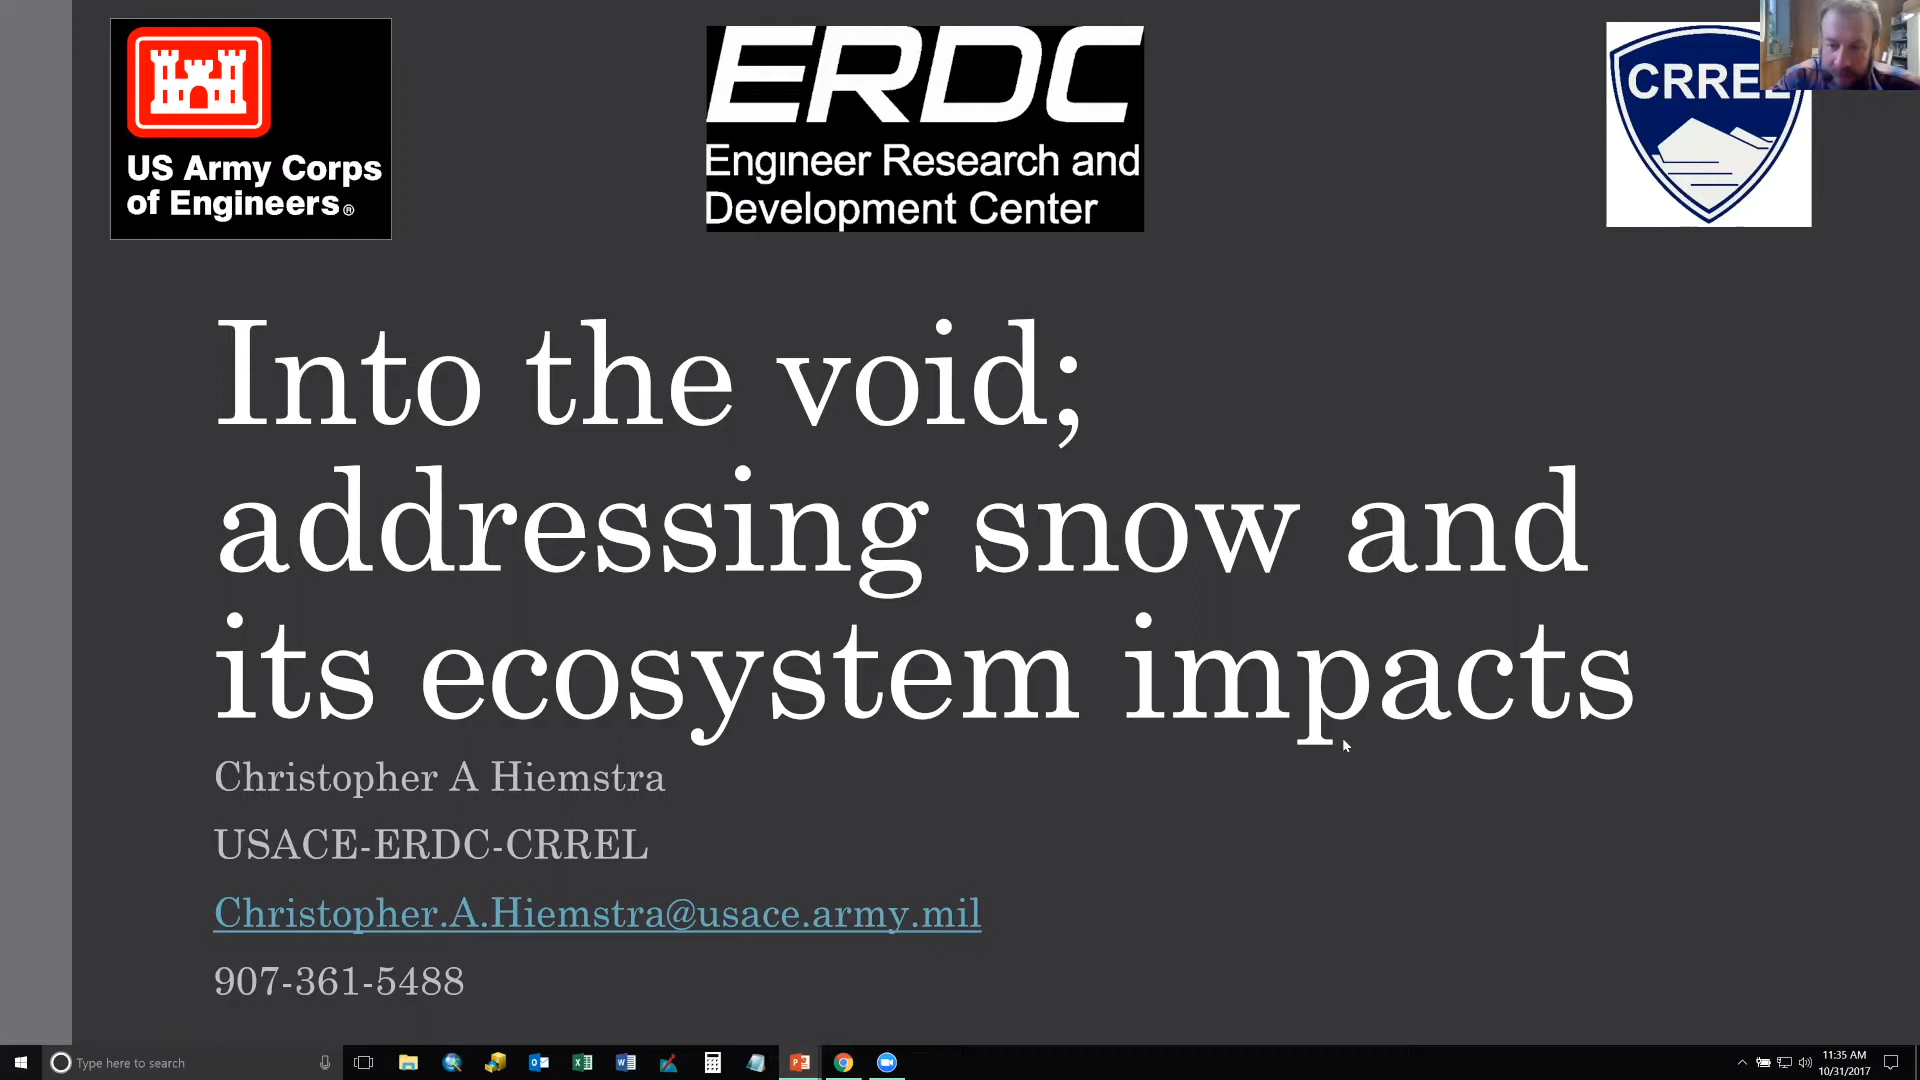 US Army Corps
of Engineers®
ERDC
Engineer Research and
Development Center
CRREL
Into the void;
addressing snow and
its ecosystem impacts
Christopher A Hiemstra
USACE-ERDC-CRREL
Christopher.A.Hiemstra@usace.army.mil
907-361-5488
Type here to search
11:35 AM
10/31/2017